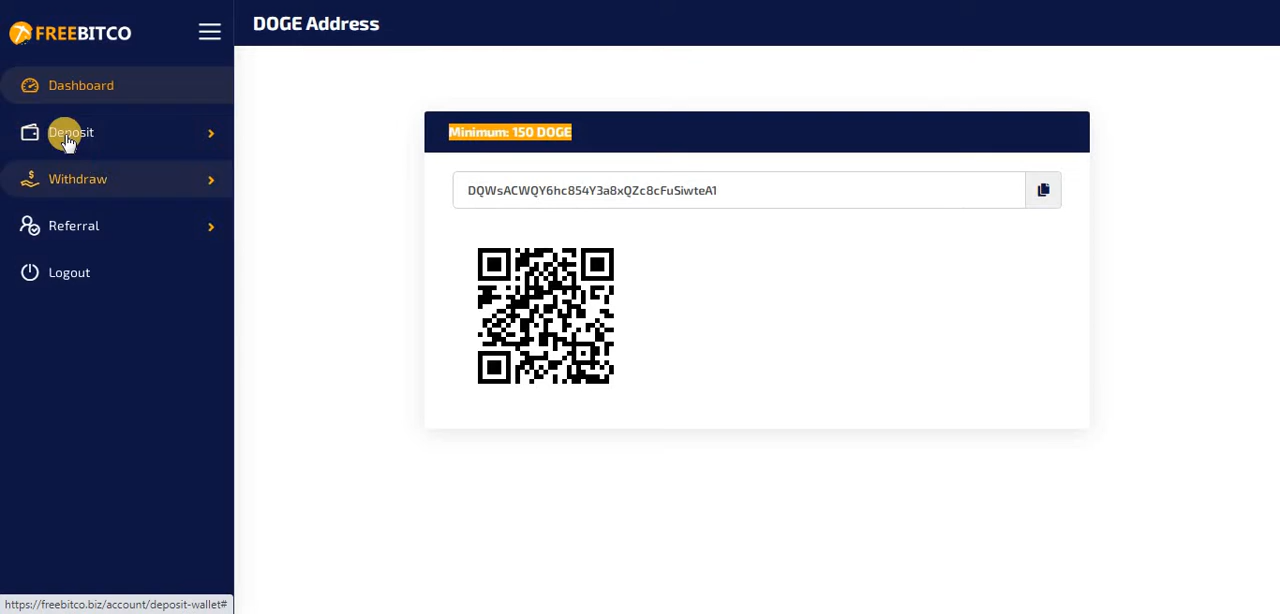 FREEBITCO
DOGE Address
Dashboard
Deposit
Withdraw
Referral
Logout
Minimum: 150 DOGE
DQWsACWQY6hc854Y3a8xQZc8cFuSiwteA1
https://freebitco.biz/account/deposit-wallet#